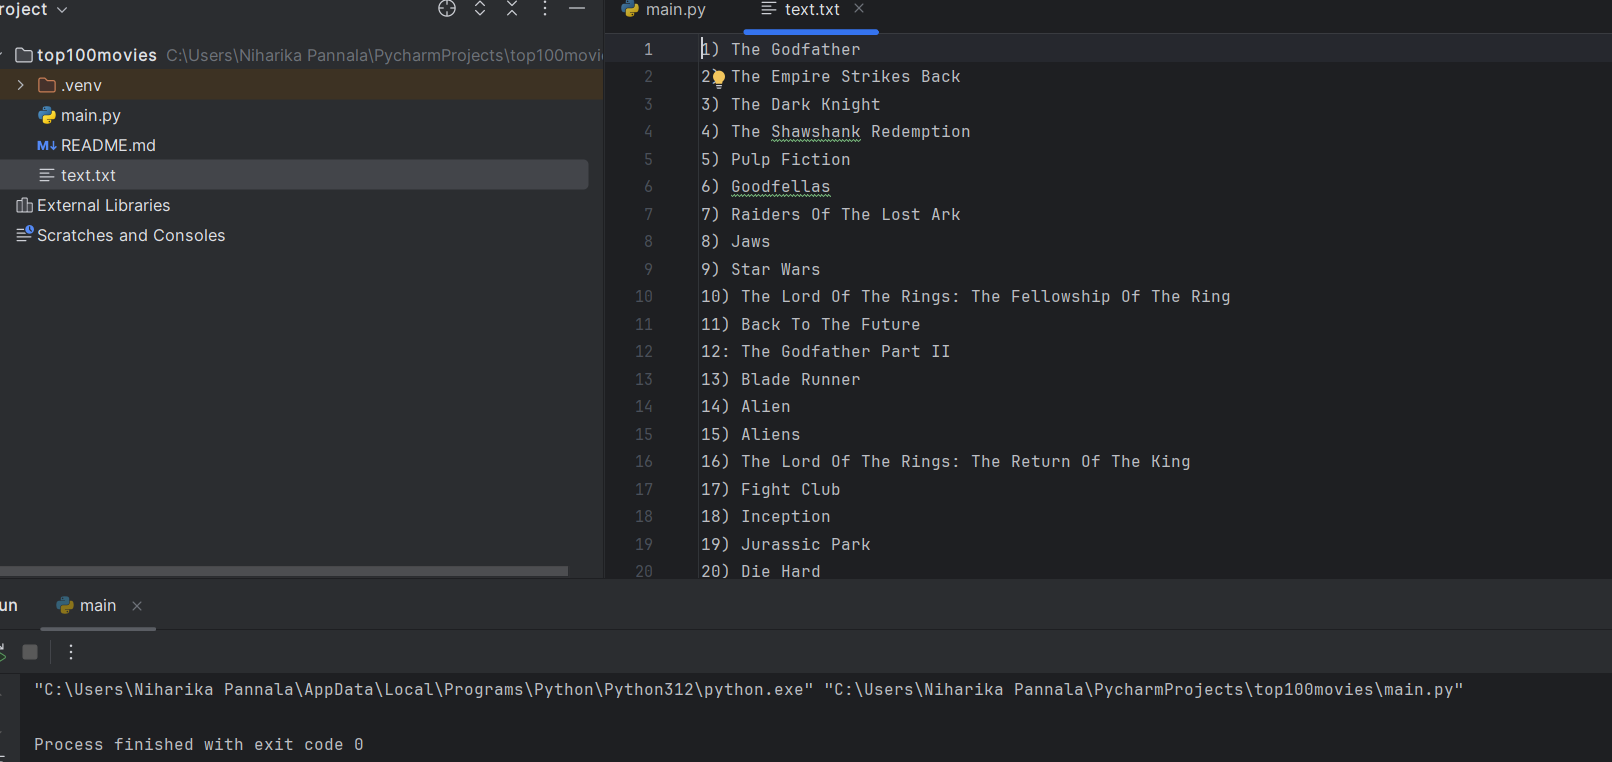 roject
top100movies C:\Users\Niharika Pannala\PycharmProjects\top100movi
.venv
main.py
M↓ README.md
text.txt
External Libraries
Scratches and Consoles
main.py text.txt
1 1) The Godfather
2 2) The Empire Strikes Back
3 3) The Dark Knight
4 4) The Shawshank Redemption
5 5) Pulp Fiction
6 6) Goodfellas
7 7) Raiders Of The Lost Ark
8 8) Jaws
9 9) Star Wars
10 10) The Lord Of The Rings: The Fellowship Of The Ring
11 11) Back To The Future
12 12: The Godfather Part II
13 13) Blade Runner
14 14) Alien
15 15) Aliens
16 16) The Lord Of The Rings: The Return Of The King
17 17) Fight Club
18 18) Inception
19 19) Jurassic Park
20 20) Die Hard
un main
"C:\Users\Niharika Pannala\AppData\Local\Programs\Python\Python312\python.exe" "C:\Users\Niharika Pannala\PycharmProjects\top100movies\main.py"
Process finished with exit code 0